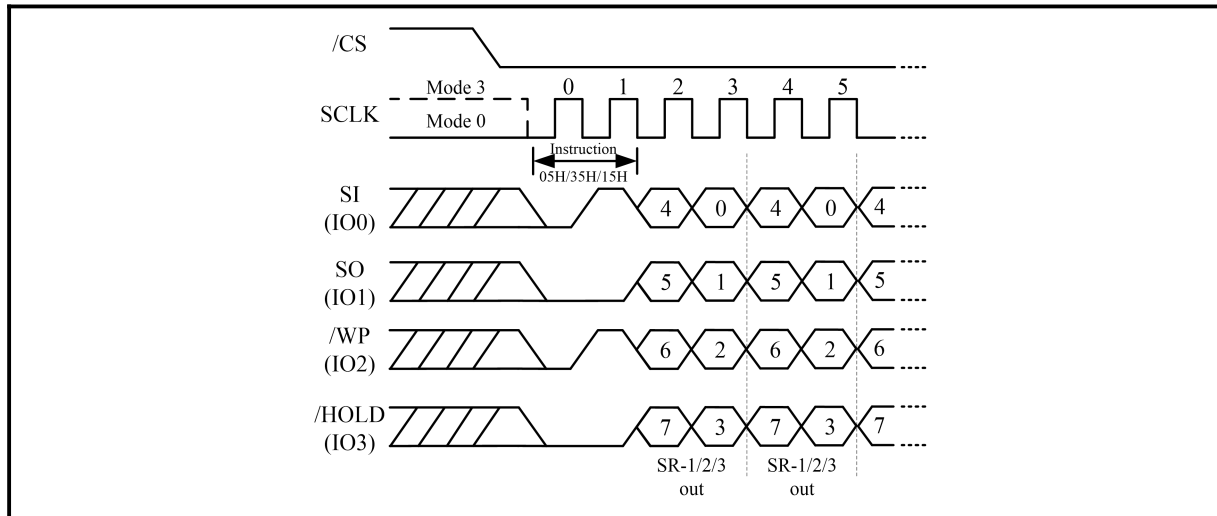 /CS
Mode 3
0 1 2 3 4 5
SCLK
Mode 0
Instruction
05H/35H/15H
SI
(IO0)
4 0 4 0 4
SO
(IO1)
5 1 5 1 5
/WP
(IO2)
6 2 6 2 6
/HOLD
(IO3)
7 3 7 3 7
SR-1/2/3
out
SR-1/2/3
out